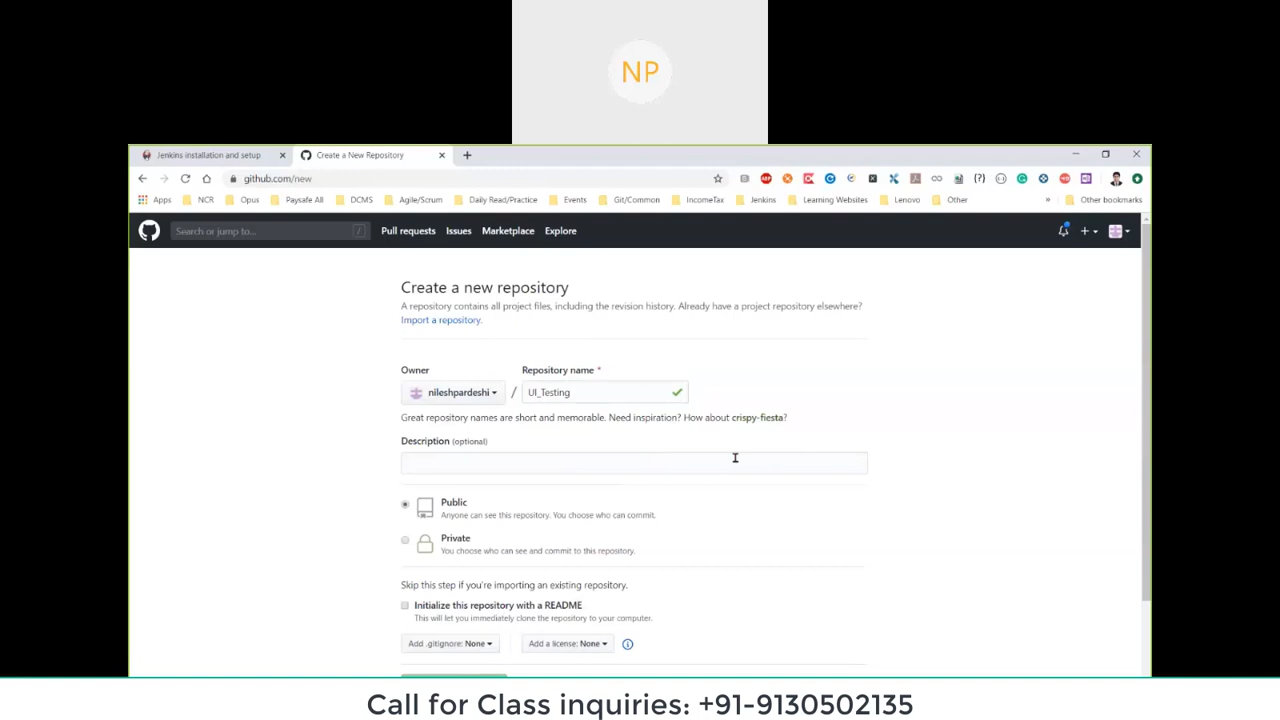 NP
Jenkins installation and setup
Create a New Repository
github.com/new
Apps NCR Opus Paysafe All DCMS Agile/Scrum Daily Read/Practice Events Git/Common IncomeTax Jenkins Learning Websites Lenovo Other » Other bookmarks
Search or jump to... / Pull requests Issues Marketplace Explore
Create a new repository
A repository contains all project files, including the revision history. Already have a project repository elsewhere?
Import a repository.
Owner Repository name *
nileshpardeshi / UI_Testing
Great repository names are short and memorable. Need inspiration? How about crispy-fiesta?
Description (optional)
Public
Anyone can see this repository. You choose who can commit.
Private
You choose who can see and commit to this repository.
Skip this step if you're importing an existing repository.
Initialize this repository with a README
This will let you immediately clone the repository to your computer.
Add .gitignore: None Add a license: None
Call for Class inquiries: +91-9130502135